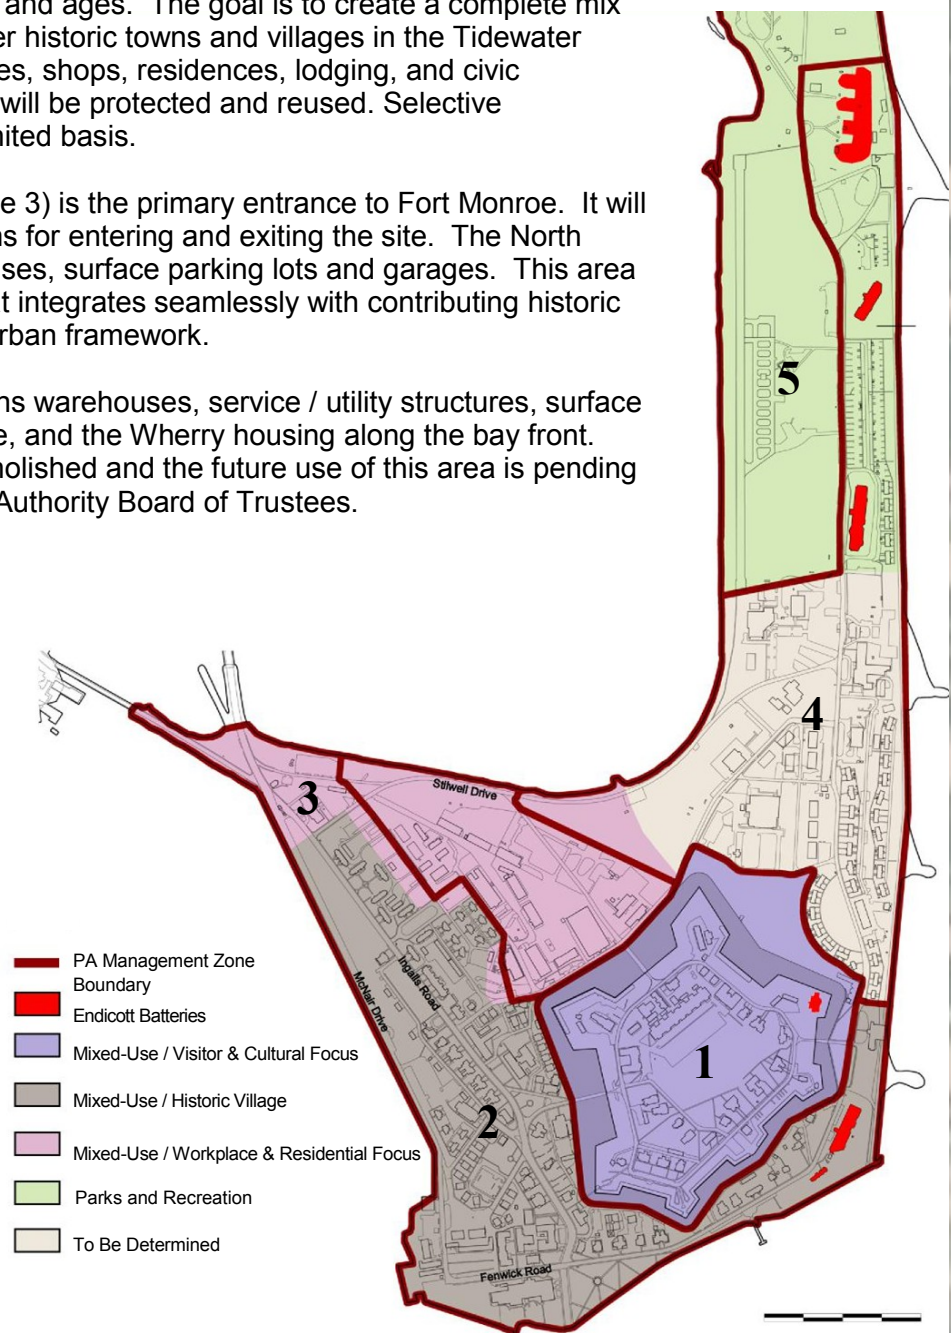 and ages.  The goal is to create a complete mix
er historic towns and villages in the Tidewater
es, shops, residences, lodging, and civic
will be protected and reused. Selective
nited basis.
e 3) is the primary entrance to Fort Monroe.  It will
ns for entering and exiting the site.  The North
ses, surface parking lots and garages.  This area
at integrates seamlessly with contributing historic
urban framework.
ns warehouses, service / utility structures, surface
e, and the Wherry housing along the bay front.
nolished and the future use of this area is pending
Authority Board of Trustees.
5
4
3
Stilwell Drive
Ingalls Road
McNair Drive
1
2
Fenwick Road
PA Management Zone
Boundary
Endicott Batteries
Mixed-Use / Visitor & Cultural Focus
Mixed-Use / Historic Village
Mixed-Use / Workplace & Residential Focus
Parks and Recreation
To Be Determined